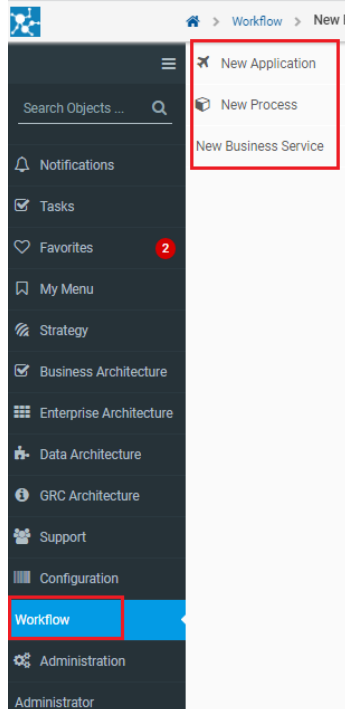 > Workflow > New
New Application
New Process
New Business Service
Search Objects ...
Notifications
Tasks
Favorites 2
My Menu
Strategy
Business Architecture
Enterprise Architecture
Data Architecture
GRC Architecture
Support
Configuration
Workflow
Administration
Administrator